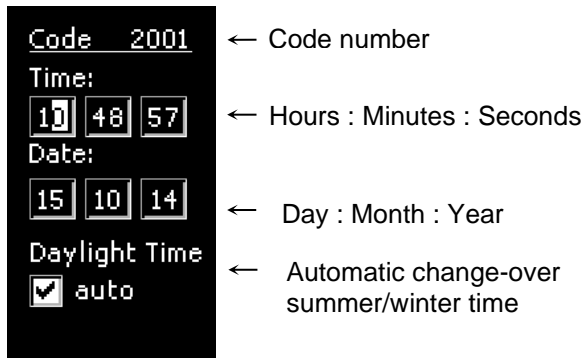 Code 2001 ← Code number
Time:
10 48 57 ← Hours : Minutes : Seconds
Date:
15 10 14 ← Day : Month : Year
Daylight Time ← Automatic change-over
auto summer/winter time